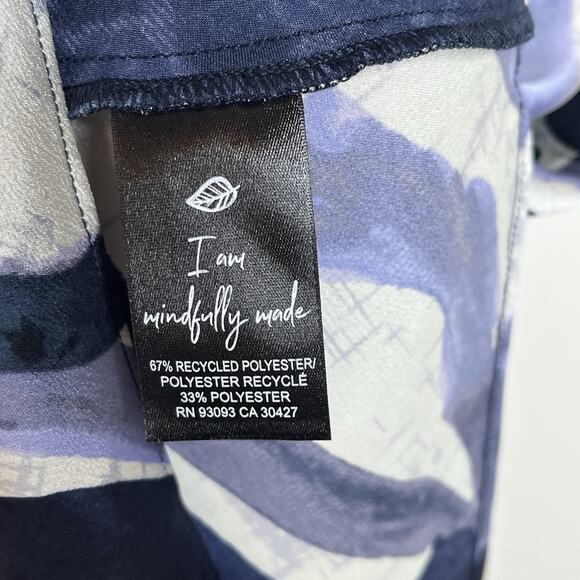 I am
mindfully made
67% RECYCLED POLYESTER/
POLYESTER RECYCLÉ
33% POLYESTER
RN 93093 CA 30427